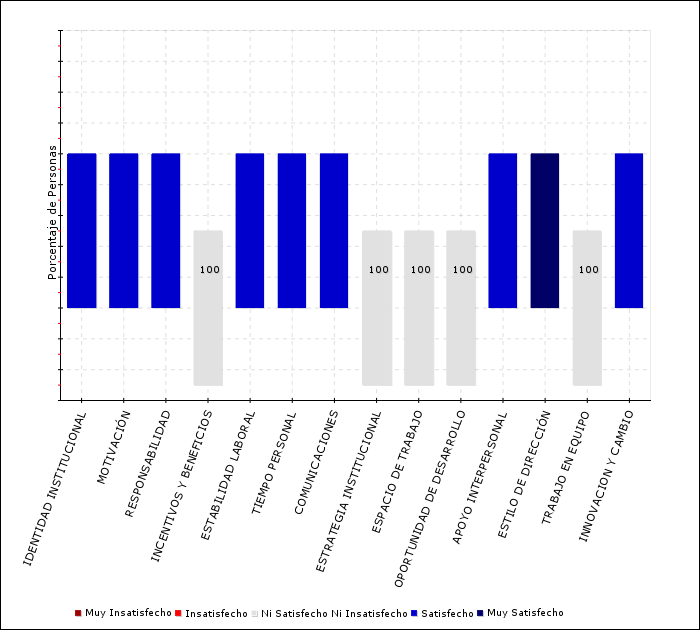 Porcentaje de Personas
100
100
100
100
100
IDENTIDAD INSTITUCIONAL
MOTIVACIÓN
RESPONSABILIDAD
INCENTIVOS Y BENEFICIOS
ESTABILIDAD LABORAL
TIEMPO PERSONAL
COMUNICACIONES
ESTRATEGIA INSTITUCIONAL
ESPACIO DE TRABAJO
OPORTUNIDAD DE DESARROLLO
APOYO INTERPERSONAL
ESTILO DE DIRECCIÓN
TRABAJO EN EQUIPO
INNOVACION Y CAMBIO
Muy Insatisfecho Insatisfecho Ni Satisfecho Ni Insatisfecho Satisfecho Muy Satisfecho